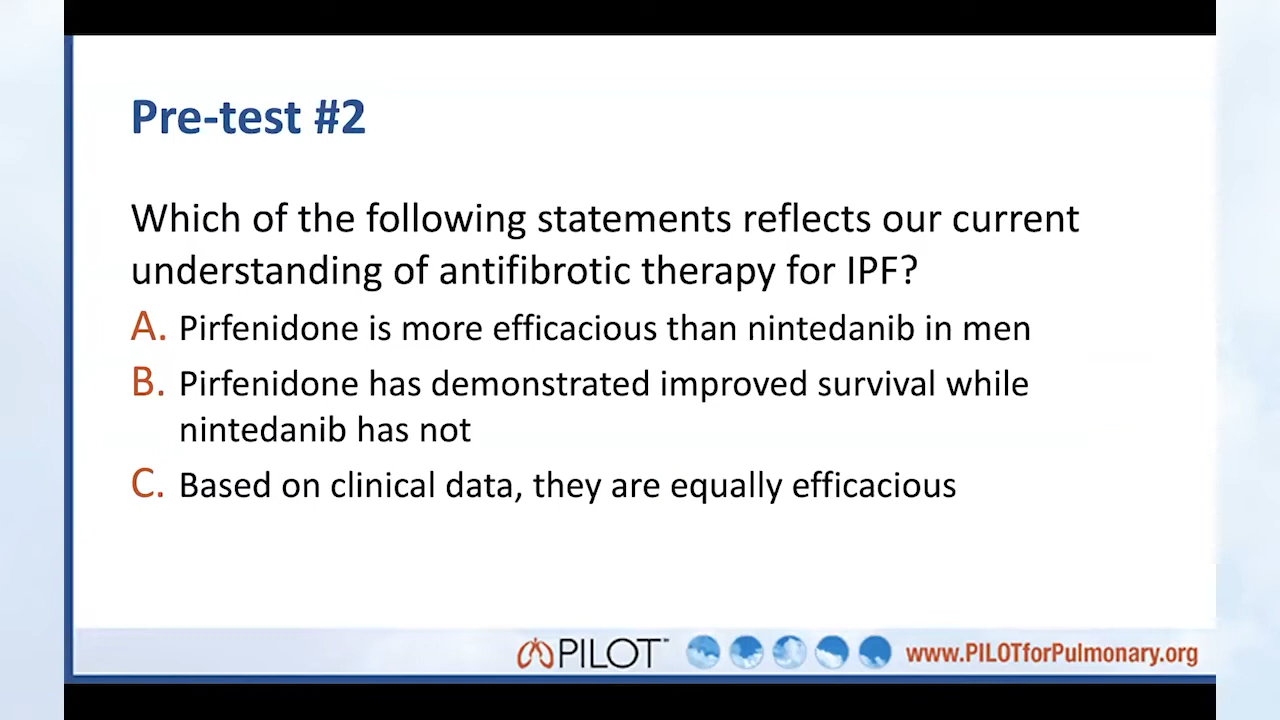 Pre-test #2
Which of the following statements reflects our current
understanding of antifibrotic therapy for IPF?
A. Pirfenidone is more efficacious than nintedanib in men
B. Pirfenidone has demonstrated improved survival while
nintedanib has not
C. Based on clinical data, they are equally efficacious
PILOT™ www.PILOTforPulmonary.org